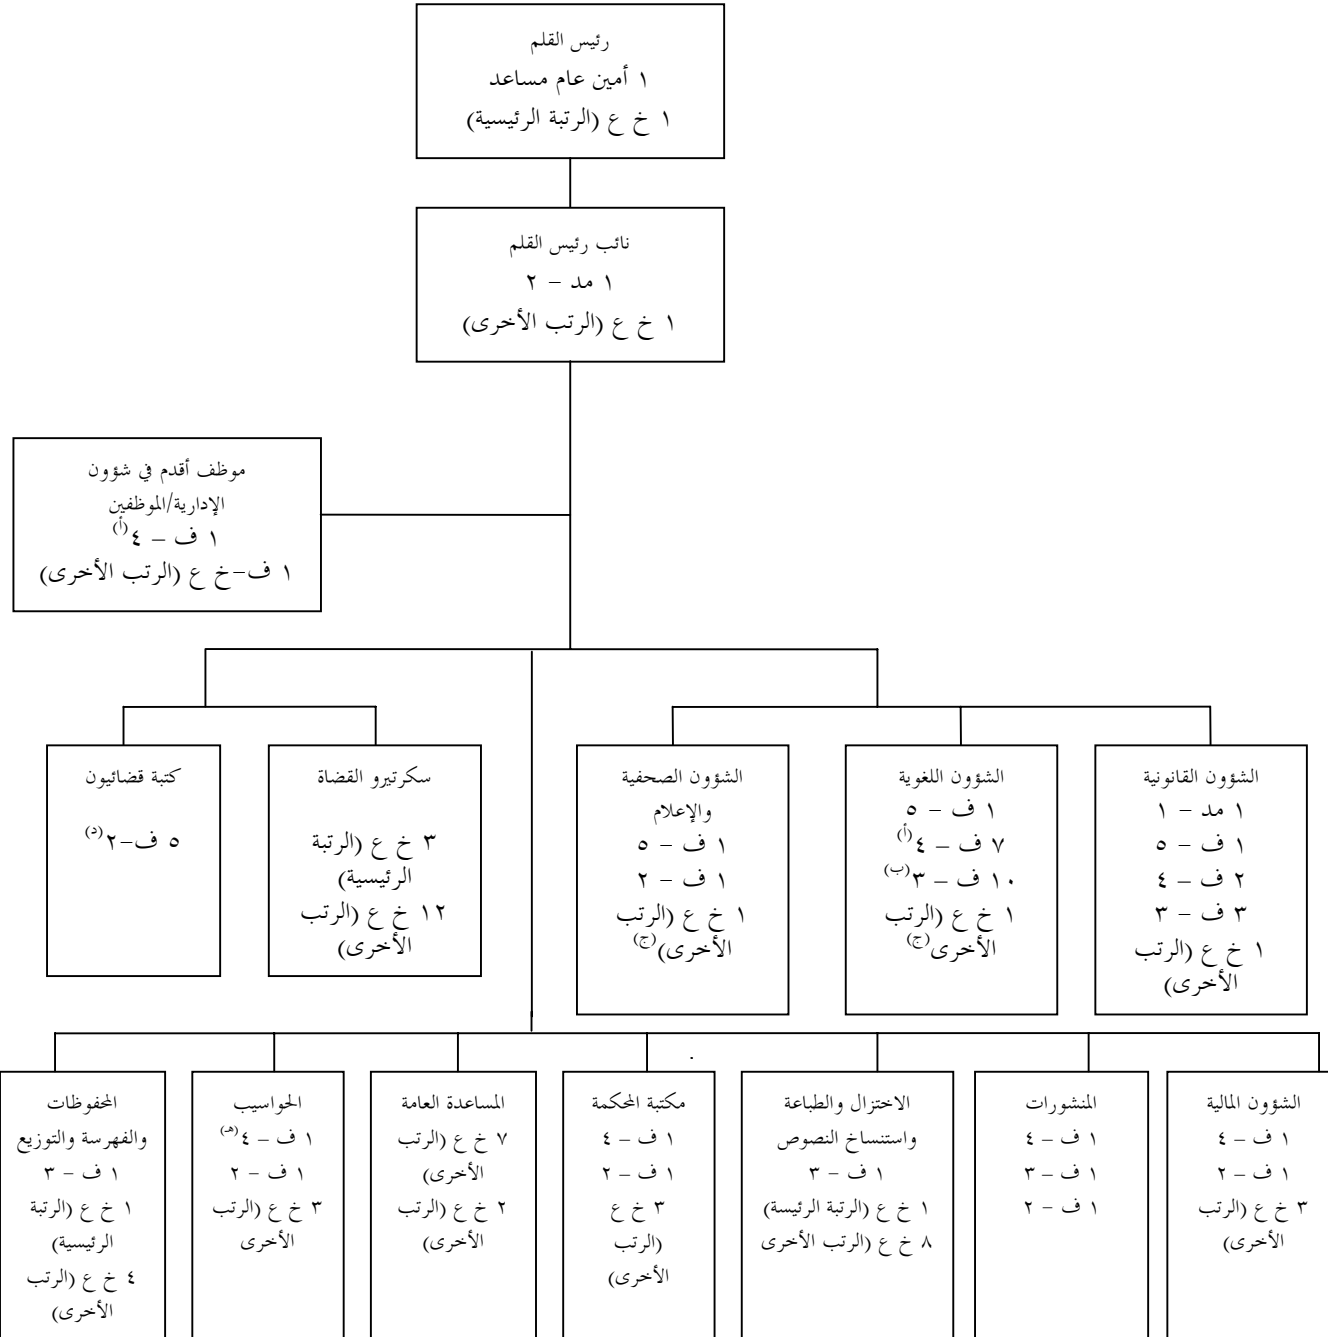 رئيس القلم
١ أمين عام مساعد
١ خ ع (الرتبة الرئيسية)
نائب رئيس القلم
١ مد – ٢
١ خ ع (الرتب الأخرى)
موظف أقدم في شؤون
الإدارية/الموظفين
١ ف – ٤(أ)
١ ف-خ ع (الرتب الأخرى)
الشؤون القانونية
١ مد – ١
١ ف – ٥
٢ ف – ٤
٣ ف – ٣
١ خ ع (الرتب
الأخرى)
الشؤون اللغوية
١ ف – ٥
٧ ف – ٤(أ)
١٠ ف – ٣(ب)
١ خ ع (الرتب
الأخرى(ج)
الشؤون الصحفية
والإعلام
١ ف – ٥
١ ف – ٢
١ خ ع (الرتب
الأخرى)(ج)
سكرتيرو القضاة
٣ خ ع (الرتبة
الرئيسية)
١٢ خ ع (الرتب
الأخرى)
كتبة قضائيون
٥ ف-٢(د)
الشؤون المالية
١ ف – ٤
١ ف – ٢
٣ خ ع (الرتب
الأخرى)
المنشورات
١ ف – ٤
١ ف – ٣
١ ف – ٢
الاختزال والطباعة
واستنساخ النصوص
١ ف – ٣
١ خ ع (الرتبة الرئيسة)
٨ خ ع (الرتب الأخرى
مكتبة المحكمة
١ ف – ٤
١ ف – ٢
٣ خ ع
(الرتب
الأخرى)
المساعدة العامة
٧ خ ع (الرتب
الأخرى)
٢ خ ع (الرتب
الأخرى)
الحواسيب
١ ف – ٤(هـ)
١ ف – ٢
٣ خ ع (الرتب
الأخرى
المحفوظات
والفهرسة والتوزيع
١ ف – ٣
١ خ ع (الرتبة
الرئيسية)
٤ خ ع (الرتب
الأخرى)